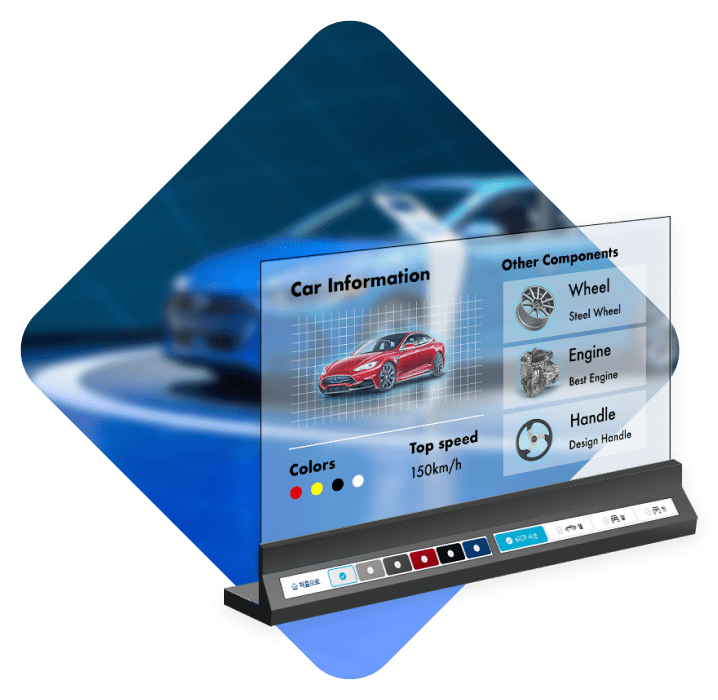 Car Information
Colors
Top speed
150km/h
Other Components
Wheel
Steel Wheel
Engine
Best Engine
Handle
Design Handle
처음으로